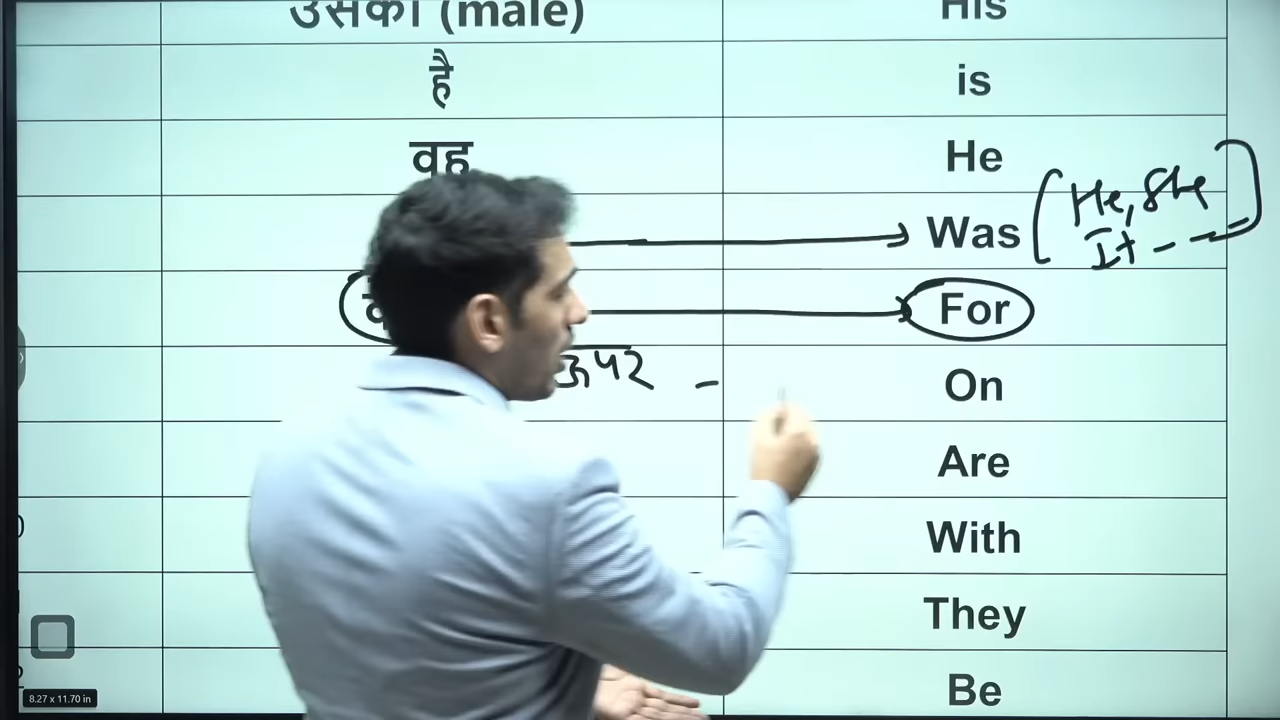 उसका (male) His
है is
वह He
Was (He, She
It - - -)
For
ऊपर - On
Are
With
They
Be
8.27 x 11.70 in